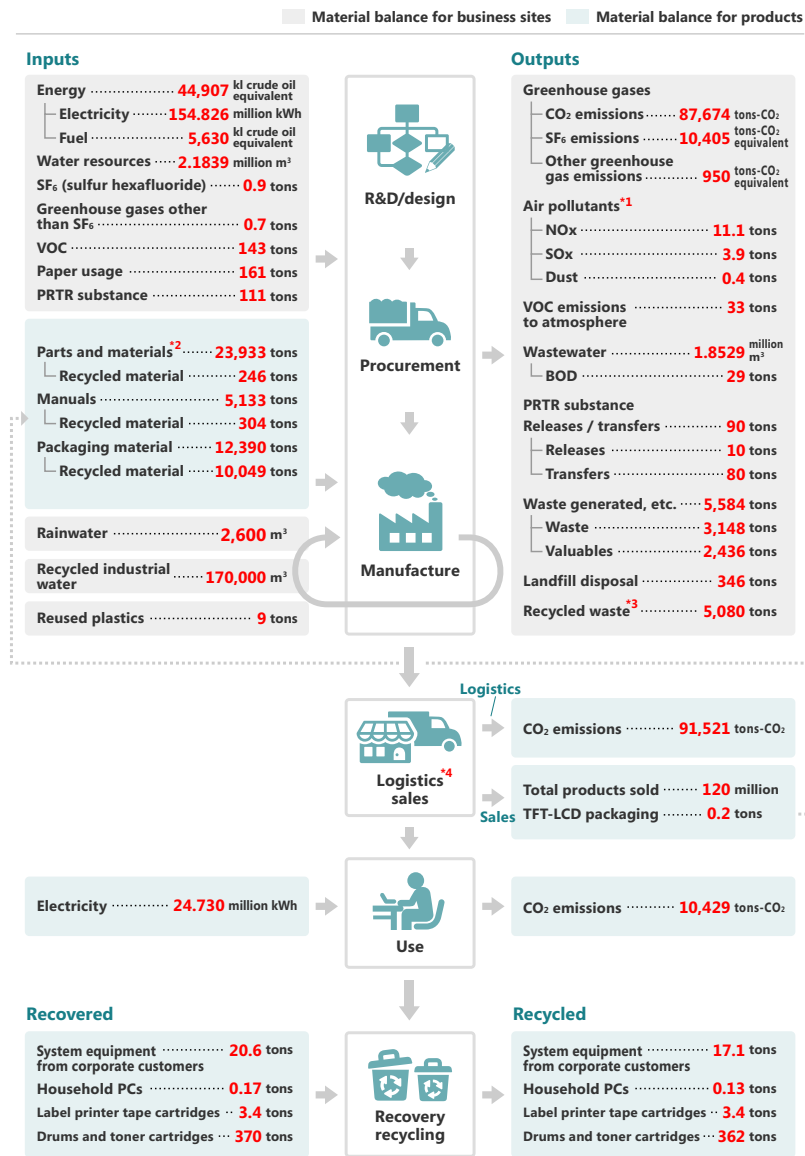 Material balance for business sites
Material balance for products
Inputs
Energy 44,907 kl crude oil equivalent
Electricity 154.826 million kWh
Fuel 5,630 kl crude oil equivalent
Water resources 2.1839 million m³
SF₆ (sulfur hexafluoride) 0.9 tons
Greenhouse gases other
than SF₆ 0.7 tons
VOC 143 tons
Paper usage 161 tons
PRTR substance 111 tons
Parts and materials*2 23,933 tons
Recycled material 246 tons
Manuals 5,133 tons
Recycled material 304 tons
Packaging material 12,390 tons
Recycled material 10,049 tons
Rainwater 2,600 m³
Recycled industrial
water 170,000 m³
Reused plastics 9 tons
R&D/design
Procurement
Manufacture
Outputs
Greenhouse gases
CO₂ emissions 87,674 tons-CO₂
SF₆ emissions 10,405 tons-CO₂ equivalent
Other greenhouse
gas emissions 950 tons-CO₂ equivalent
Air pollutants*1
NOx 11.1 tons
SOx 3.9 tons
Dust 0.4 tons
VOC emissions 33 tons
to atmosphere
Wastewater 1.8529 million m³
BOD 29 tons
PRTR substance
Releases / transfers 90 tons
Releases 10 tons
Transfers 80 tons
Waste generated, etc. 5,584 tons
Waste 3,148 tons
Valuables 2,436 tons
Landfill disposal 346 tons
Recycled waste*3 5,080 tons
Logistics*4
sales
Logistics
CO₂ emissions 91,521 tons-CO₂
Sales
Total products sold 120 million
TFT-LCD packaging 0.2 tons
Electricity 24.730 million kWh
Use
CO₂ emissions 10,429 tons-CO₂
Recovered
System equipment 20.6 tons
from corporate customers
Household PCs 0.17 tons
Label printer tape cartridges 3.4 tons
Drums and toner cartridges 370 tons
Recovery
recycling
Recycled
System equipment 17.1 tons
from corporate customers
Household PCs 0.13 tons
Label printer tape cartridges 3.4 tons
Drums and toner cartridges 362 tons